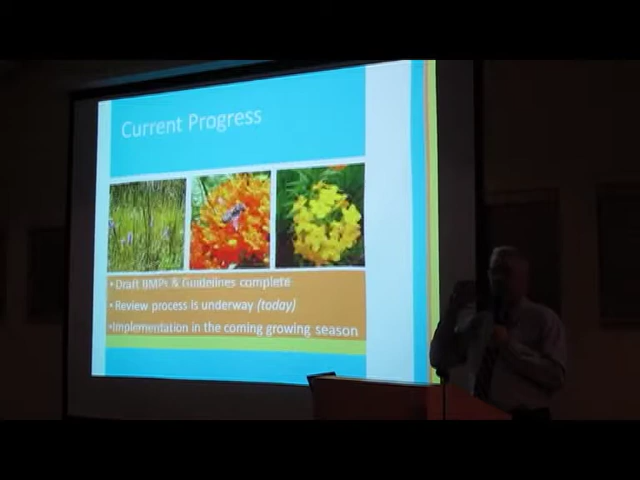 Current Progress
• Draft BMPs & Guidelines complete
• Review process is underway (today)
• Implementation in the coming growing season